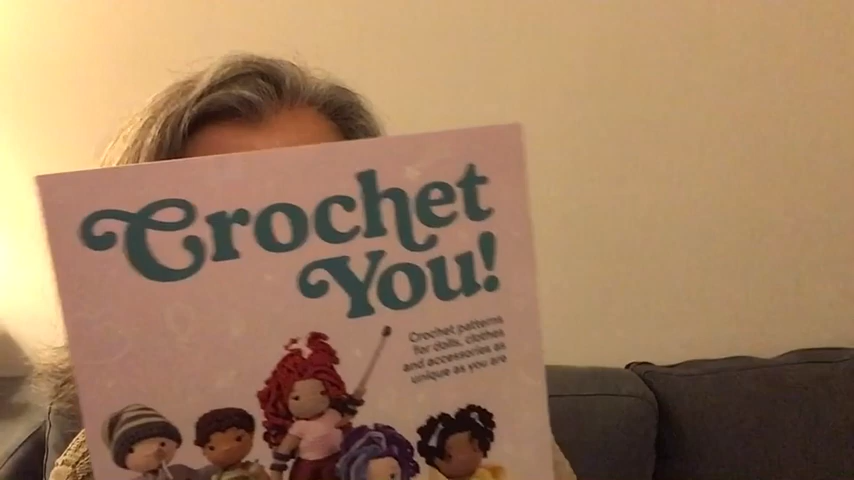 Crochet
You!
Crochet patterns
for dolls, clothes
and accessories as
unique as you are